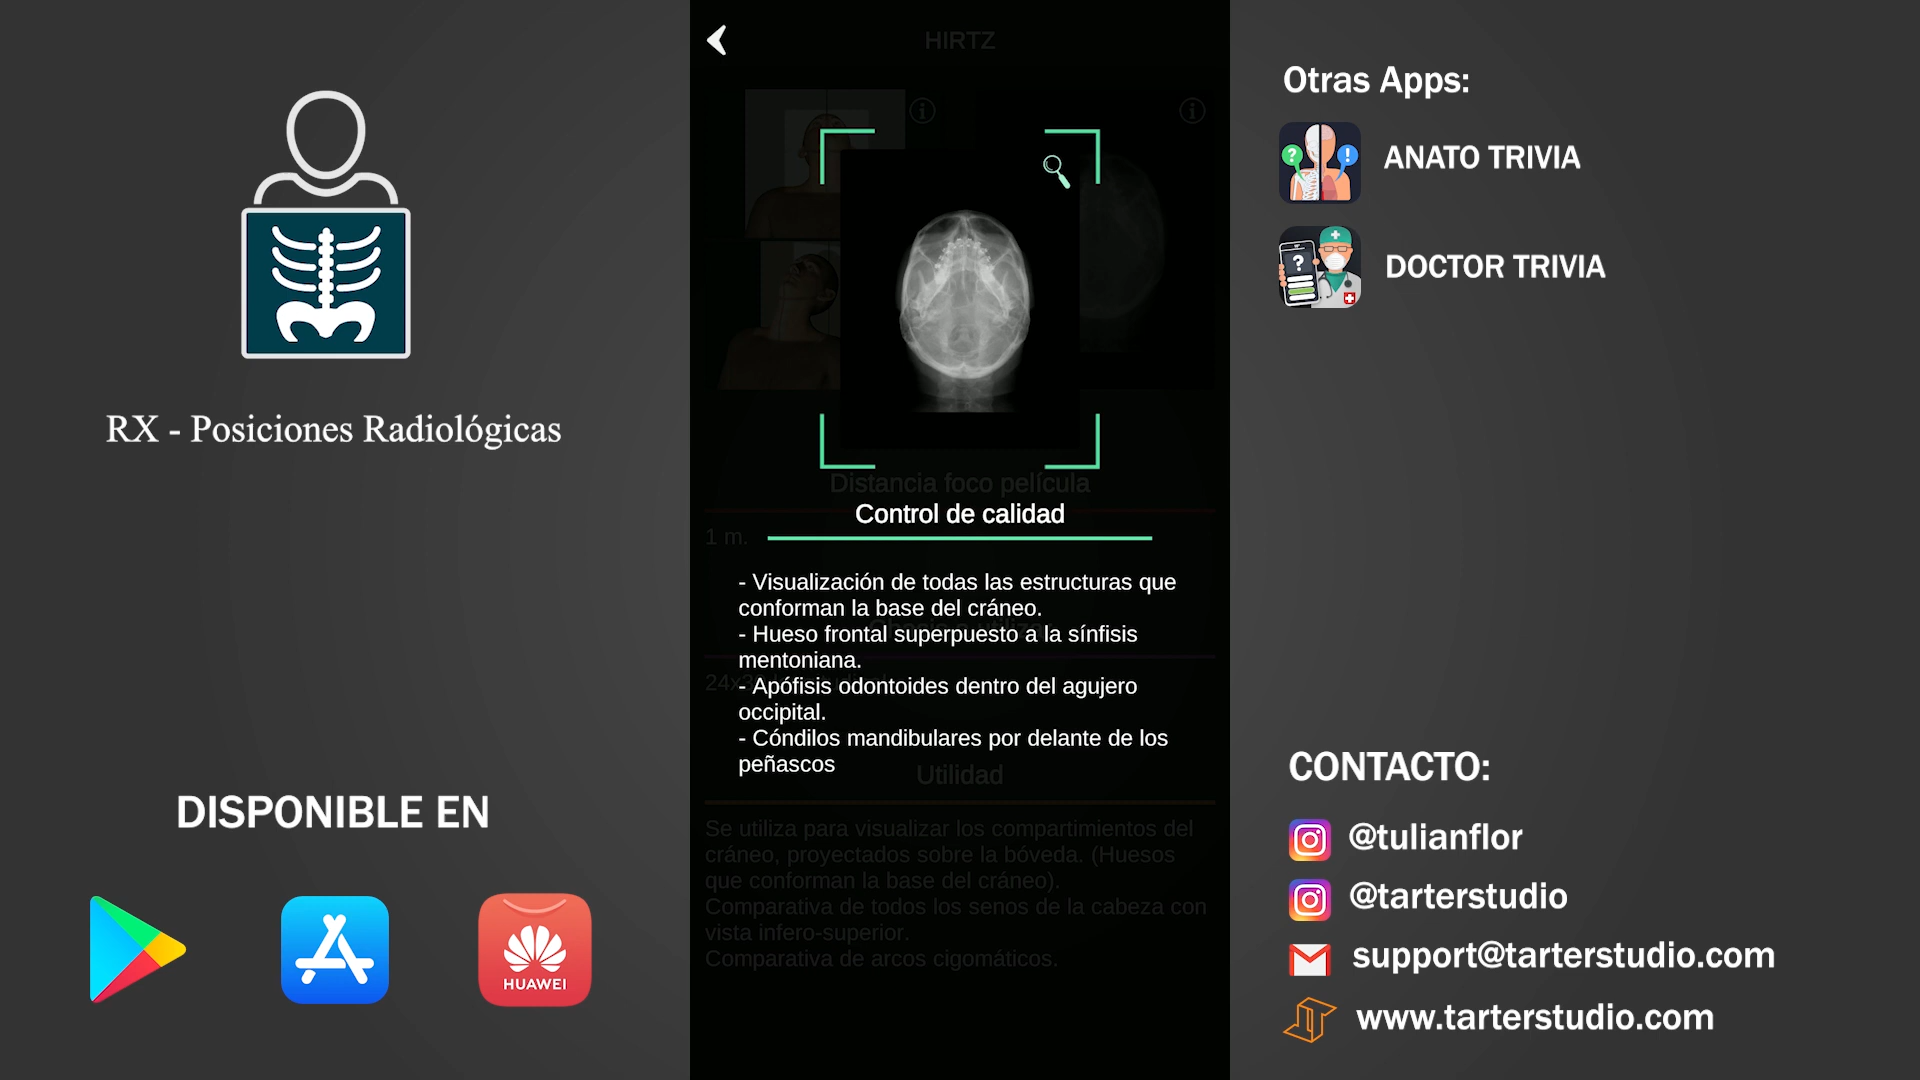 RX - Posiciones Radiológicas
DISPONIBLE EN
HUAWEI
HIRTZ
Distancia foco película
Control de calidad
1 m.
- Visualización de todas las estructuras que
conforman la base del cráneo.
- Hueso frontal superpuesto a la sínfisis
mentoniana.
- Apófisis odontoides dentro del agujero
occipital.
- Cóndilos mandibulares por delante de los
peñascos
Utilidad
Se utiliza para visualizar los compartimientos del
cráneo, proyectados sobre la bóveda. (Huesos
que conforman la base del cráneo).
Comparativa de todos los senos de la cabeza con
vista infero-superior.
Comparativa de arcos cigomáticos.
Otras Apps:
ANATO TRIVIA
DOCTOR TRIVIA
CONTACTO:
@tulianflor
@tarterstudio
support@tarterstudio.com
www.tarterstudio.com